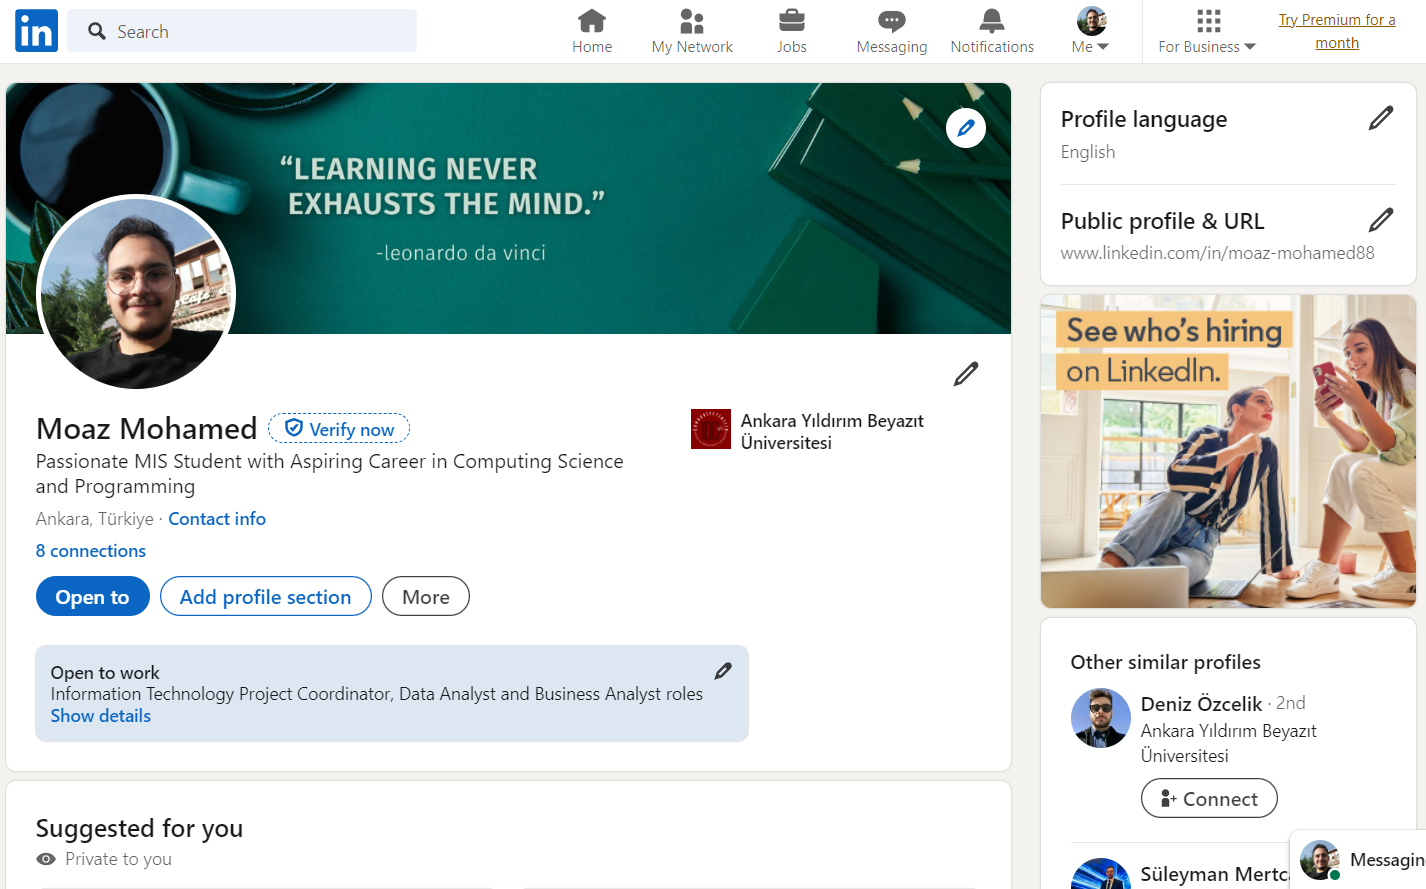 in
Search
Home
My Network
Jobs
Messaging
Notifications
Me
For Business
Try Premium for a
month
“LEARNING NEVER
EXHAUSTS THE MIND.”
-leonardo da vinci
Moaz Mohamed
Verify now
Passionate MIS Student with Aspiring Career in Computing Science
and Programming
Ankara, Türkiye · Contact info
8 connections
Ankara Yıldırım Beyazıt
Üniversitesi
Open to
Add profile section
More
Open to work
Information Technology Project Coordinator, Data Analyst and Business Analyst roles
Show details
Suggested for you
Private to you
Profile language
English
Public profile & URL
www.linkedin.com/in/moaz-mohamed88
See who’s hiring
on LinkedIn.
Other similar profiles
Deniz Özcelik · 2nd
Ankara Yıldırım Beyazıt
Üniversitesi
Connect
Süleyman